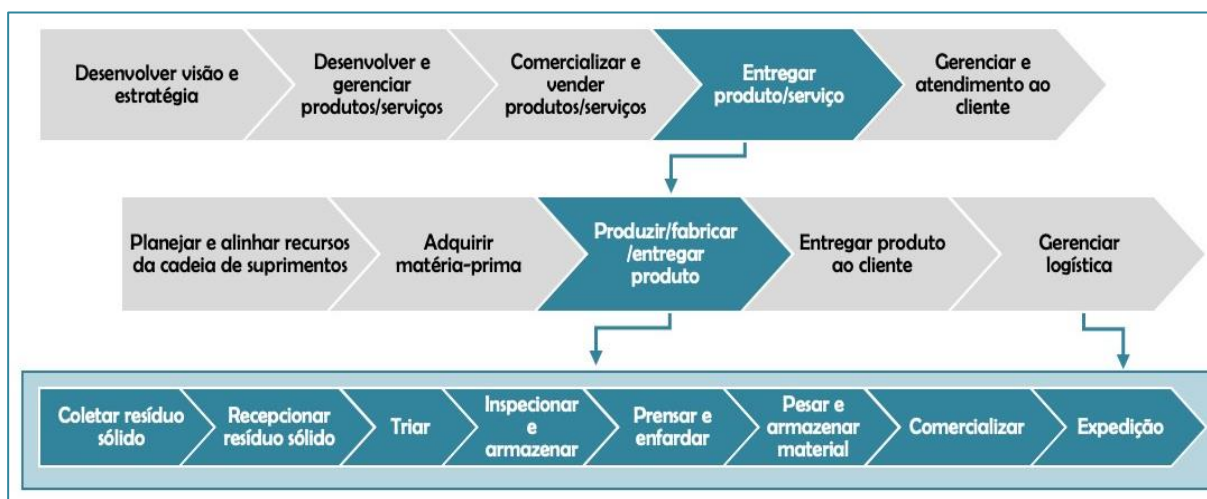 Desenvolver visão e
estratégia
Desenvolver e
gerenciar
produtos/serviços
Comercializar e
vender
produtos/serviços
Entregar
produto/serviço
Gerenciar e
atendimento ao
cliente
Planejar e alinhar recursos
da cadeia de suprimentos
Adquirir
matéria-prima
Produzir/fabricar
/entregar
produto
Entregar produto
ao cliente
Gerenciar
logística
Coletar resíduo
sólido
Recepcionar
resíduo sólido
Triar
Inspecionar
e
armazenar
Prensar e
enfardar
Pesar e
armazenar
material
Comercializar
Expedição